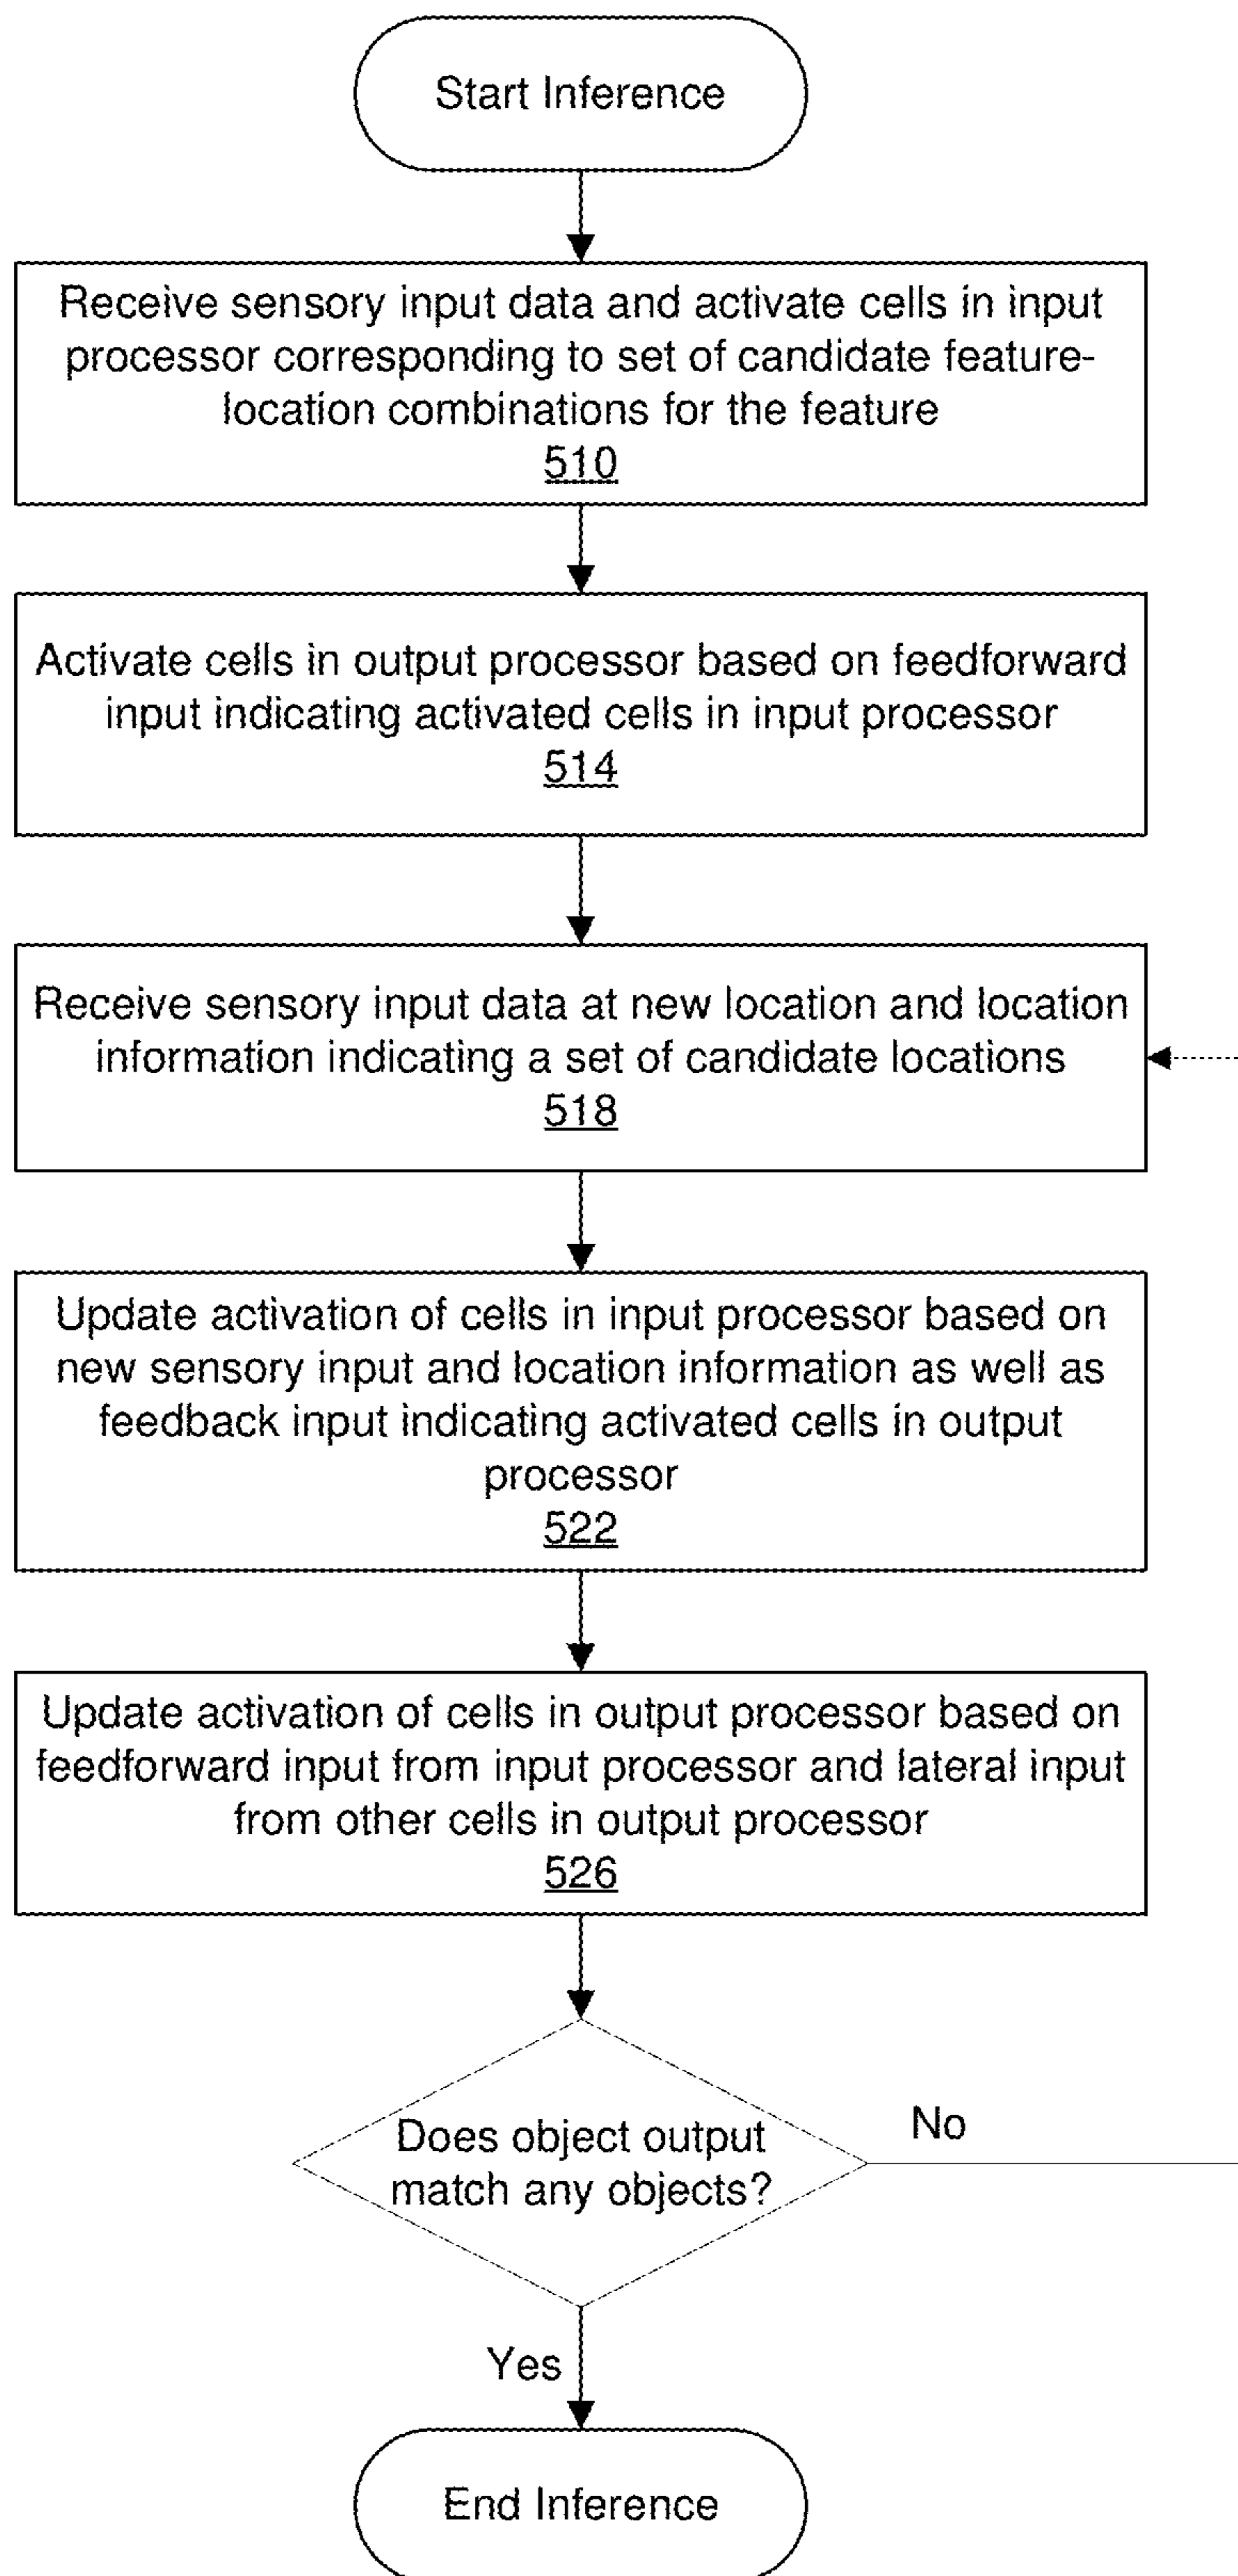 Start Inference
Receive sensory input data and activate cells in input
processor corresponding to set of candidate feature-
location combinations for the feature
510
Activate cells in output processor based on feedforward
input indicating activated cells in input processor
514
Receive sensory input data at new location and location
information indicating a set of candidate locations
518
Update activation of cells in input processor based on
new sensory input and location information as well as
feedback input indicating activated cells in output
processor
522
Update activation of cells in output processor based on
feedforward input from input processor and lateral input
from other cells in output processor
526
Does object output
match any objects?
No
Yes
End Inference